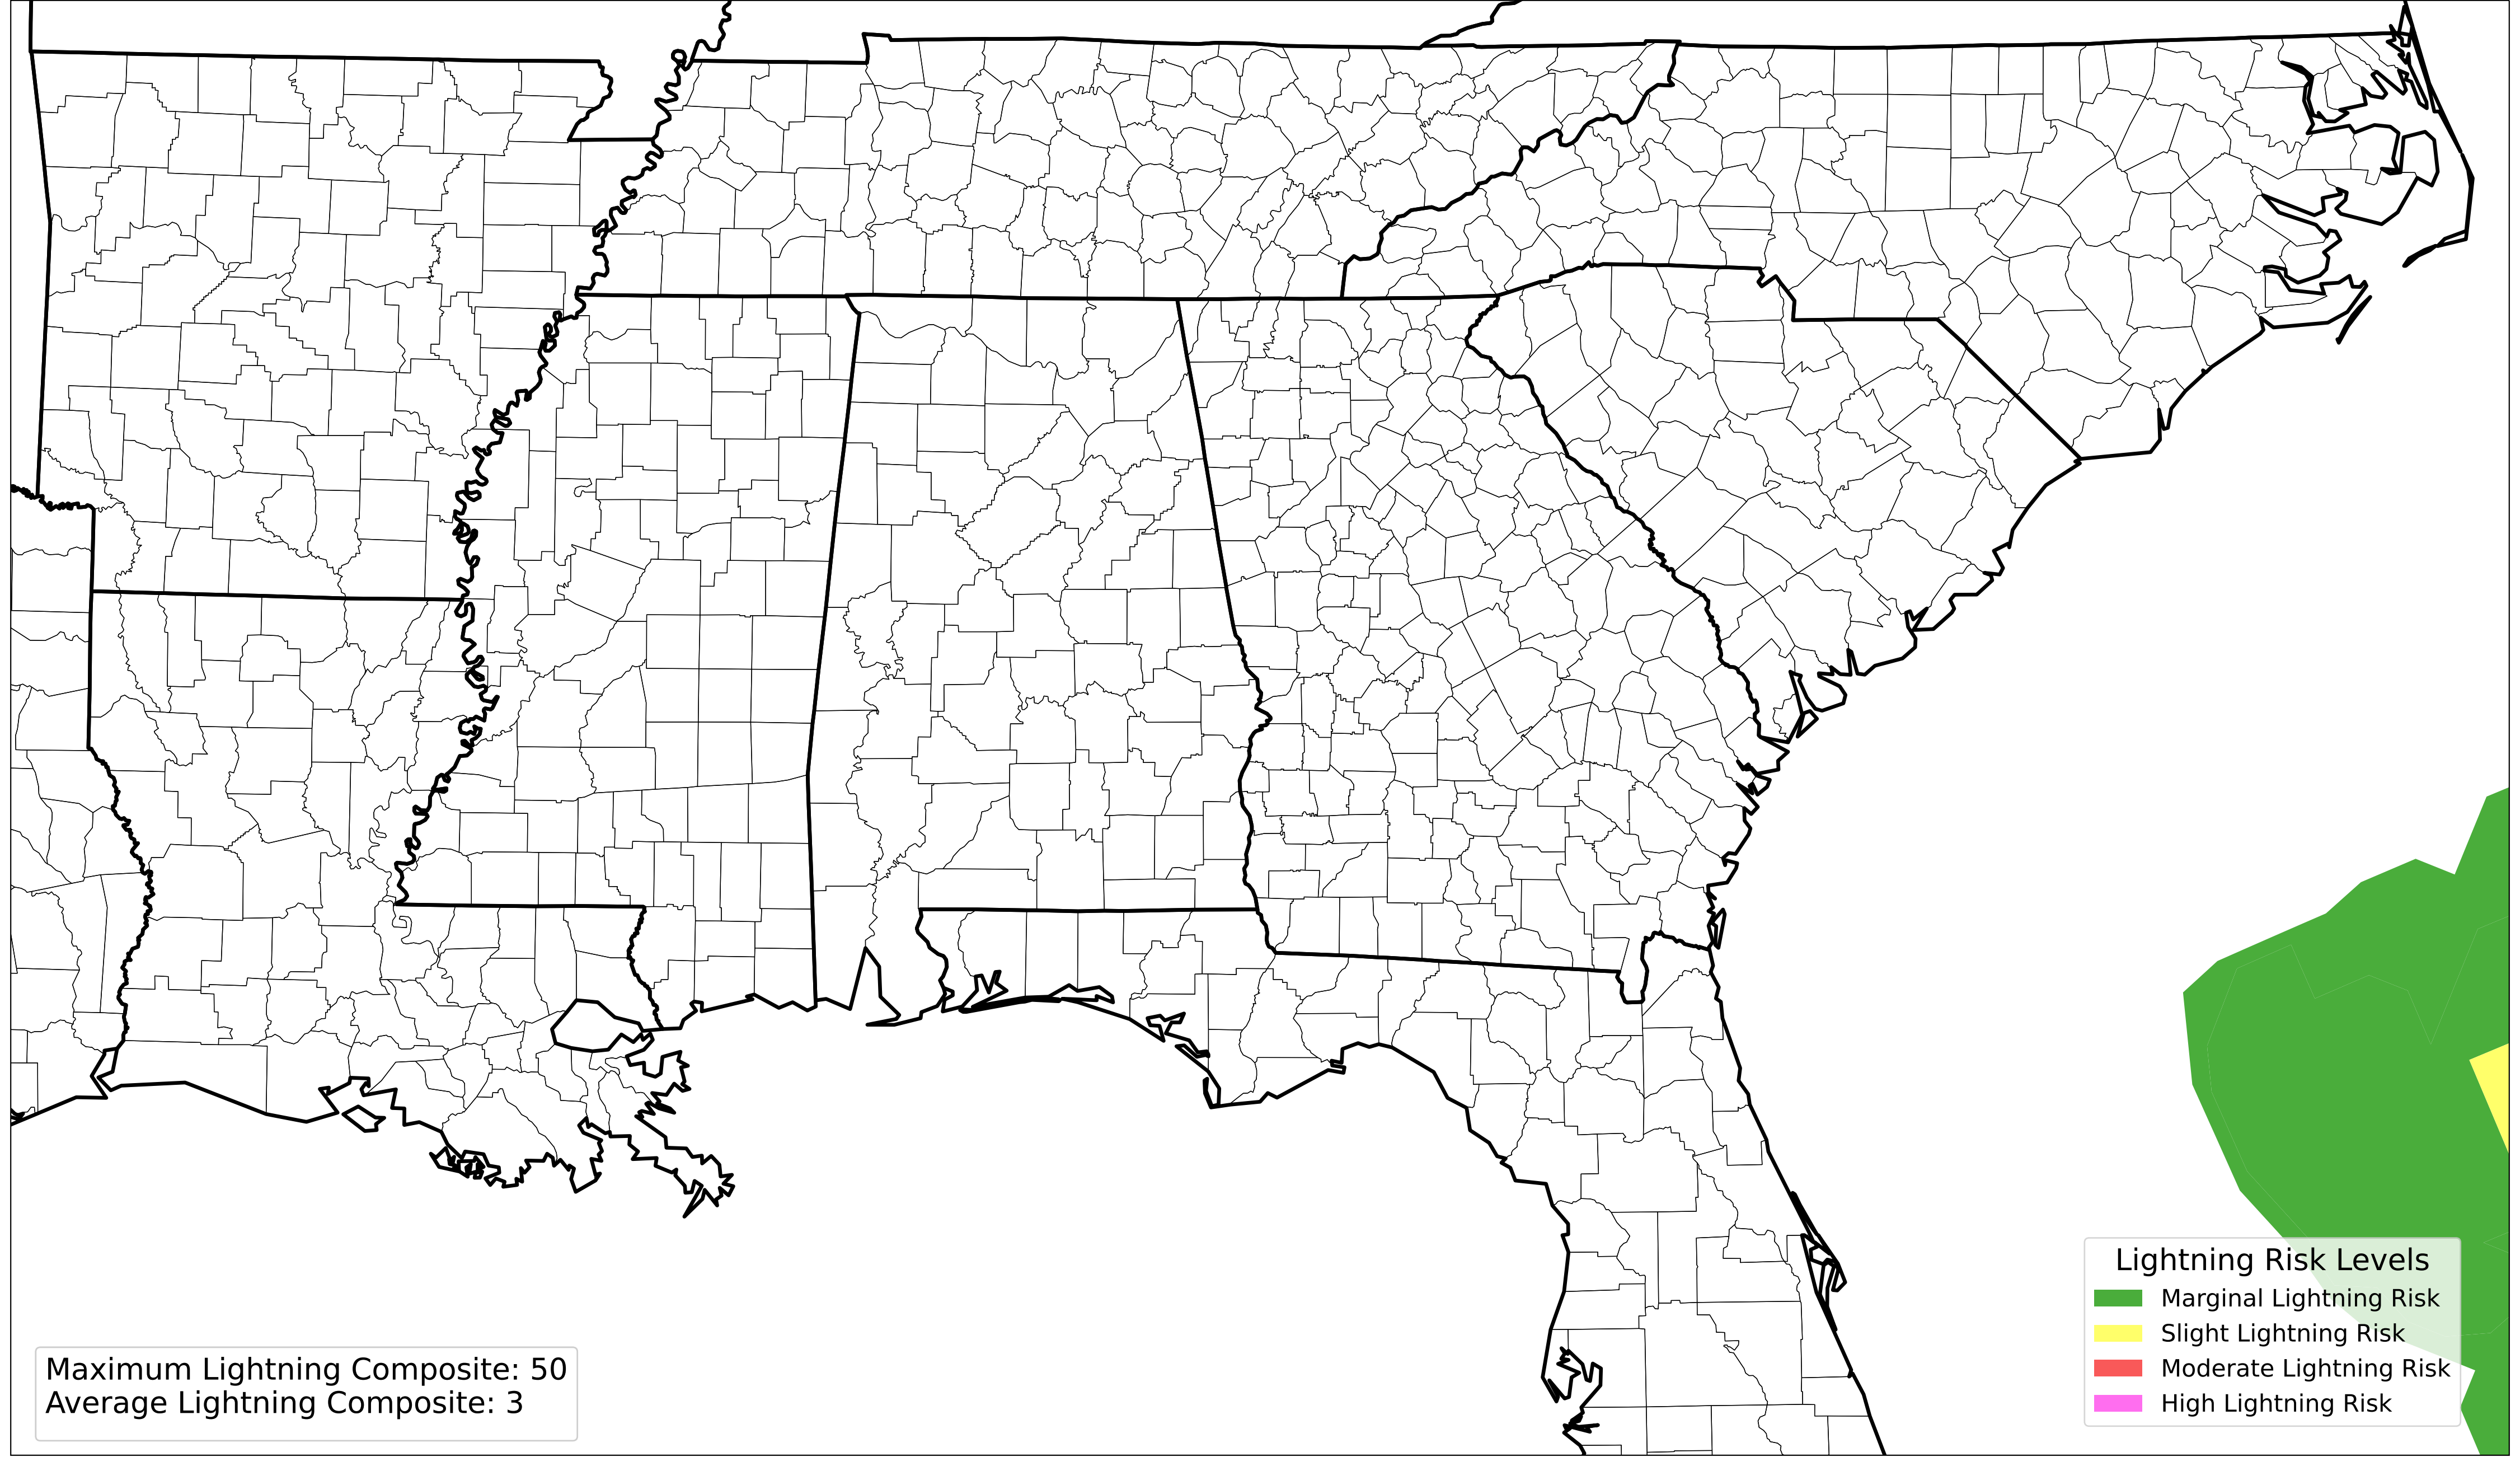 Lightning Risk Levels
Marginal Lightning Risk
Slight Lightning Risk
Moderate Lightning Risk
High Lightning Risk
Maximum Lightning Composite: 50
Average Lightning Composite: 3